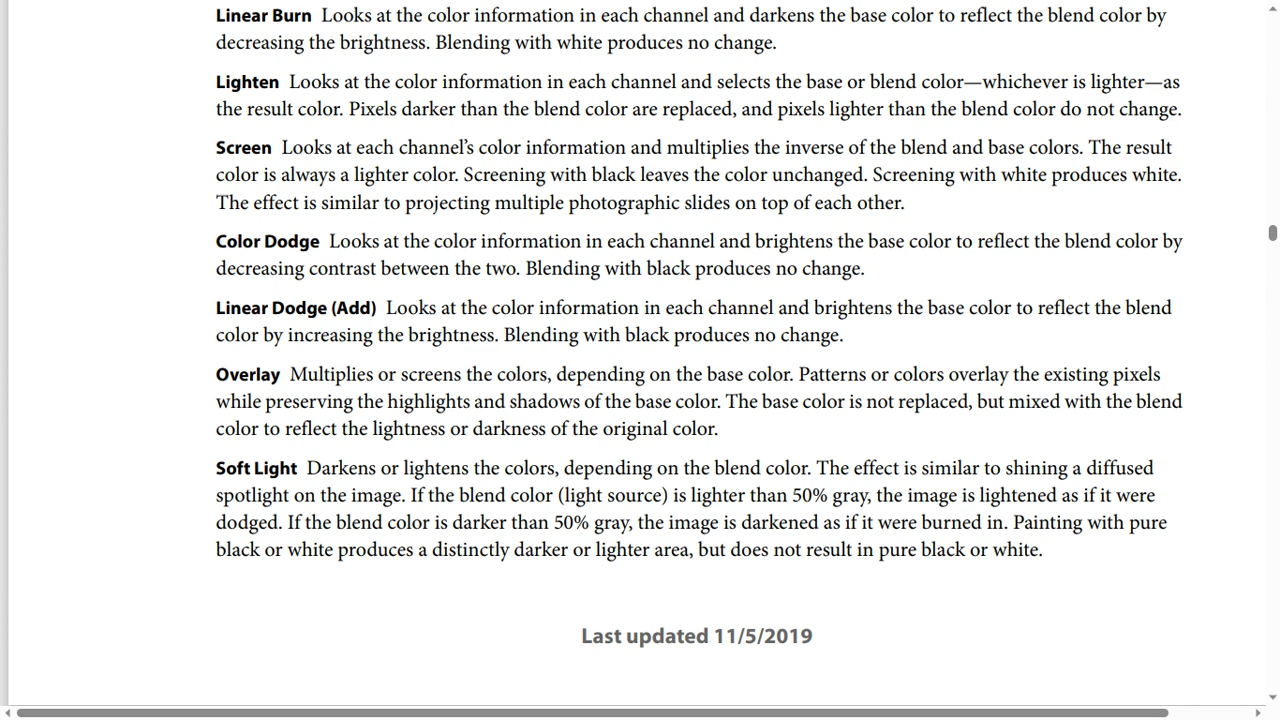 Linear Burn Looks at the color information in each channel and darkens the base color to reflect the blend color by
decreasing the brightness. Blending with white produces no change.
Lighten Looks at the color information in each channel and selects the base or blend color—whichever is lighter—as
the result color. Pixels darker than the blend color are replaced, and pixels lighter than the blend color do not change.
Screen Looks at each channel's color information and multiplies the inverse of the blend and base colors. The result
color is always a lighter color. Screening with black leaves the color unchanged. Screening with white produces white.
The effect is similar to projecting multiple photographic slides on top of each other.
Color Dodge Looks at the color information in each channel and brightens the base color to reflect the blend color by
decreasing contrast between the two. Blending with black produces no change.
Linear Dodge (Add) Looks at the color information in each channel and brightens the base color to reflect the blend
color by increasing the brightness. Blending with black produces no change.
Overlay Multiplies or screens the colors, depending on the base color. Patterns or colors overlay the existing pixels
while preserving the highlights and shadows of the base color. The base color is not replaced, but mixed with the blend
color to reflect the lightness or darkness of the original color.
Soft Light Darkens or lightens the colors, depending on the blend color. The effect is similar to shining a diffused
spotlight on the image. If the blend color (light source) is lighter than 50% gray, the image is lightened as if it were
dodged. If the blend color is darker than 50% gray, the image is darkened as if it were burned in. Painting with pure
black or white produces a distinctly darker or lighter area, but does not result in pure black or white.
Last updated 11/5/2019